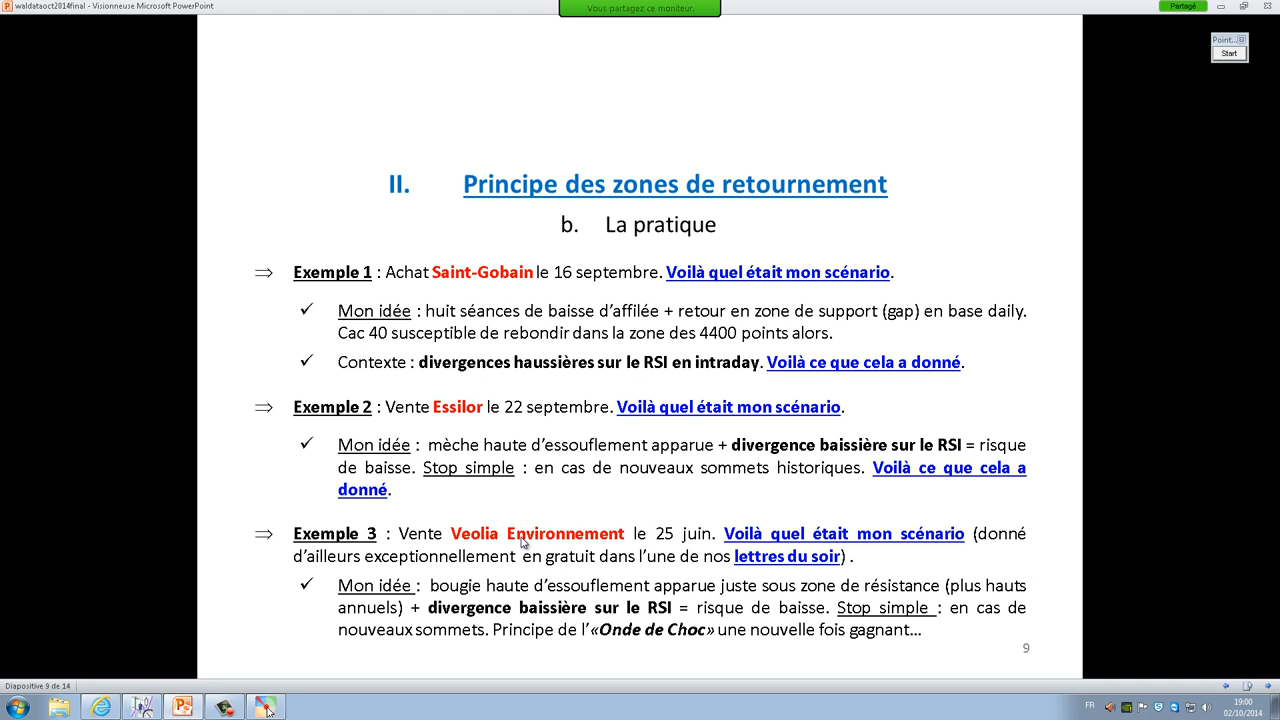 waldataoct2014final - Visionneuse Microsoft PowerPoint
Vous partagez ce moniteur.
Partagé
Point...
Start
II. Principe des zones de retournement
b. La pratique
⇒ Exemple 1 : Achat Saint-Gobain le 16 septembre. Voilà quel était mon scénario.
✓ Mon idée : huit séances de baisse d’affilée + retour en zone de support (gap) en base daily.
Cac 40 susceptible de rebondir dans la zone des 4400 points alors.
✓ Contexte : divergences haussières sur le RSI en intraday. Voilà ce que cela a donné.
⇒ Exemple 2 : Vente Essilor le 22 septembre. Voilà quel était mon scénario.
✓ Mon idée : mèche haute d’essouflement apparue + divergence baissière sur le RSI = risque
de baisse. Stop simple : en cas de nouveaux sommets historiques. Voilà ce que cela a
donné.
⇒ Exemple 3 : Vente Veolia Environnement le 25 juin. Voilà quel était mon scénario (donné
d’ailleurs exceptionnellement en gratuit dans l’une de nos lettres du soir) .
✓ Mon idée : bougie haute d’essouflement apparue juste sous zone de résistance (plus hauts
annuels) + divergence baissière sur le RSI = risque de baisse. Stop simple : en cas de
nouveaux sommets. Principe de l’«Onde de Choc» une nouvelle fois gagnant…
9
Diapositive 9 de 14
FR
19:00
02/10/2014